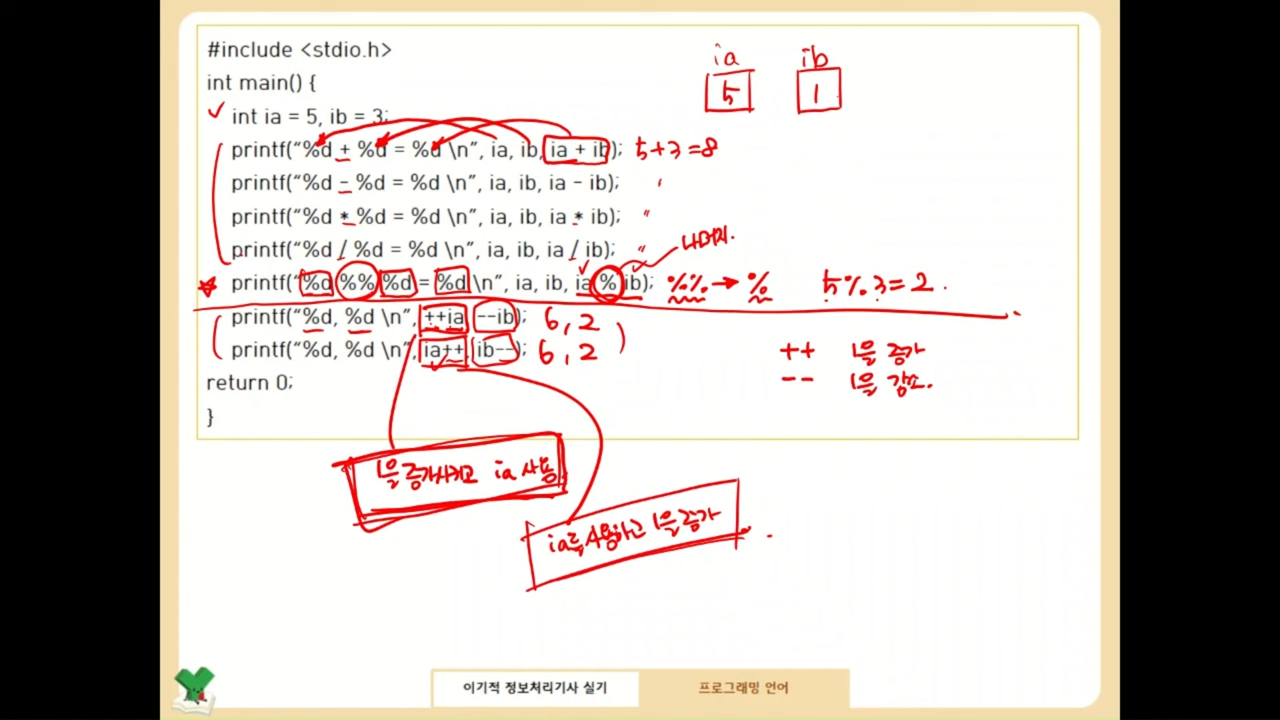 #include <stdio.h>
ia ib
int main() {
5 1
int ia = 5, ib = 3;
printf("%d + %d = %d \n", ia, ib, ia + ib); 5+3=8
printf("%d - %d = %d \n", ia, ib, ia - ib); "
printf("%d * %d = %d \n", ia, ib, ia * ib); "
나머지.
printf("%d / %d = %d \n", ia, ib, ia / ib); "
printf("%d %% %d = %d \n", ia, ib, ia % ib); %% → % 5%3=2.
printf("%d, %d \n", ++ia, --ib); 6, 2
printf("%d, %d \n", ia++, ib--); 6, 2
++ 1을 증가
-- 1을 감소.
return 0;
}
1을 증가시키고 ia 사용
ia를 사용하고 1을 증가
이기적 정보처리기사 실기
프로그래밍 언어